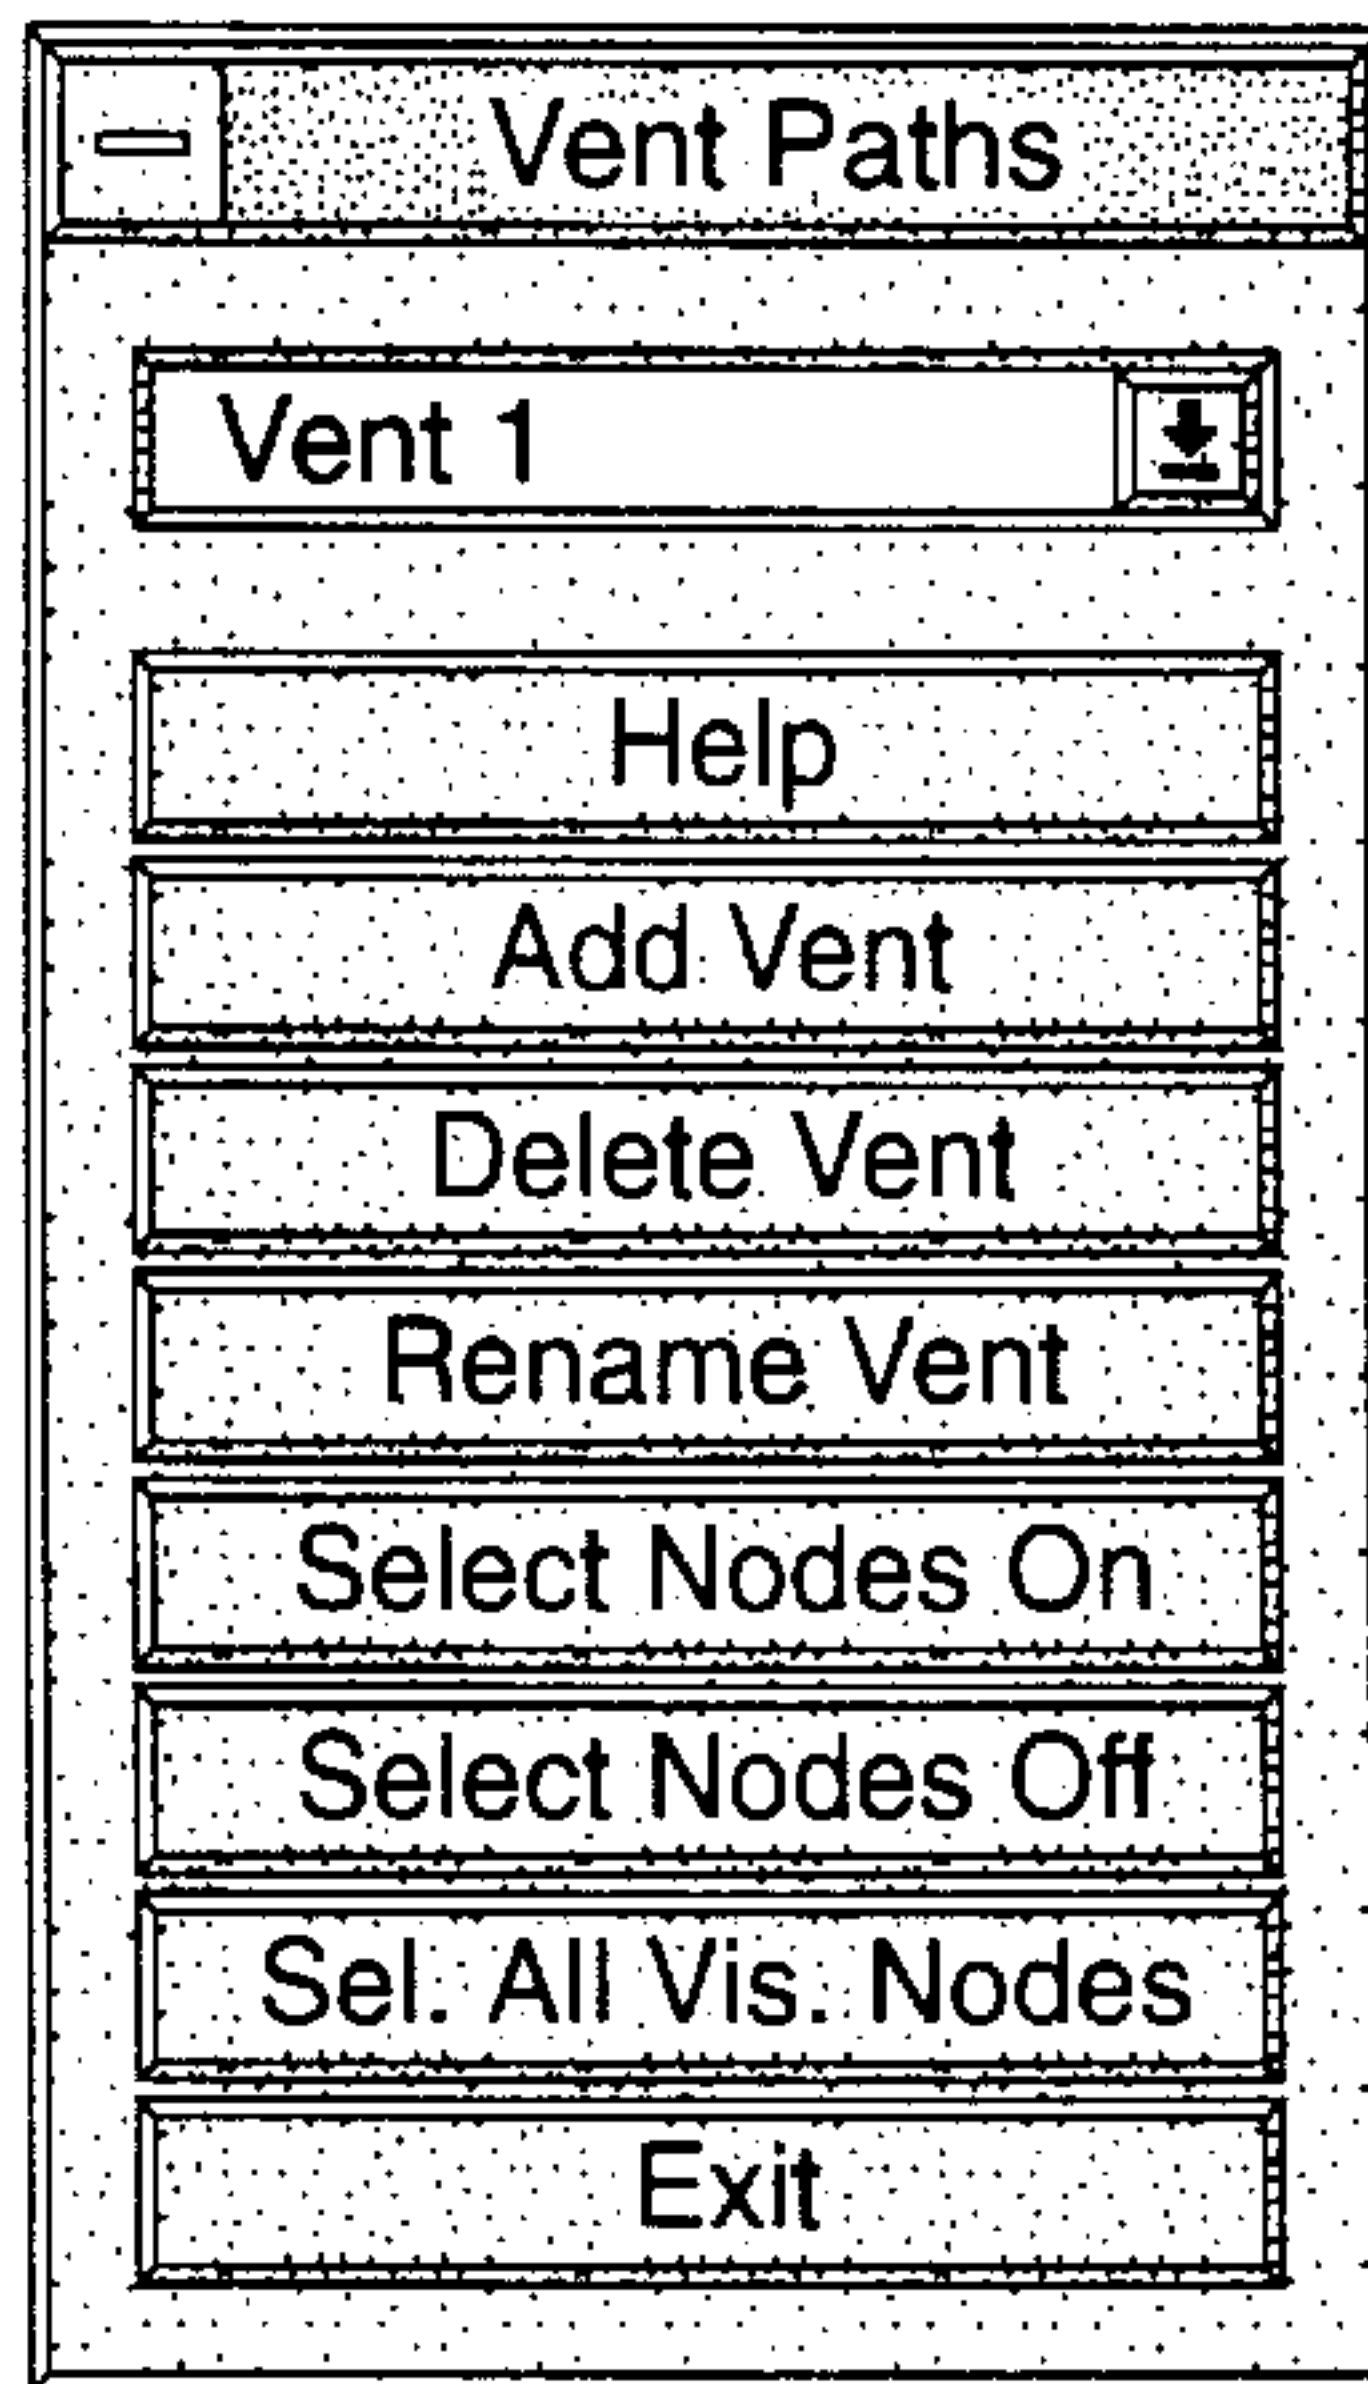 Vent Paths
Vent 1
Help
Add Vent
Delete Vent
Rename Vent
Select Nodes On
Select Nodes Off
Sel. All Vis. Nodes
Exit